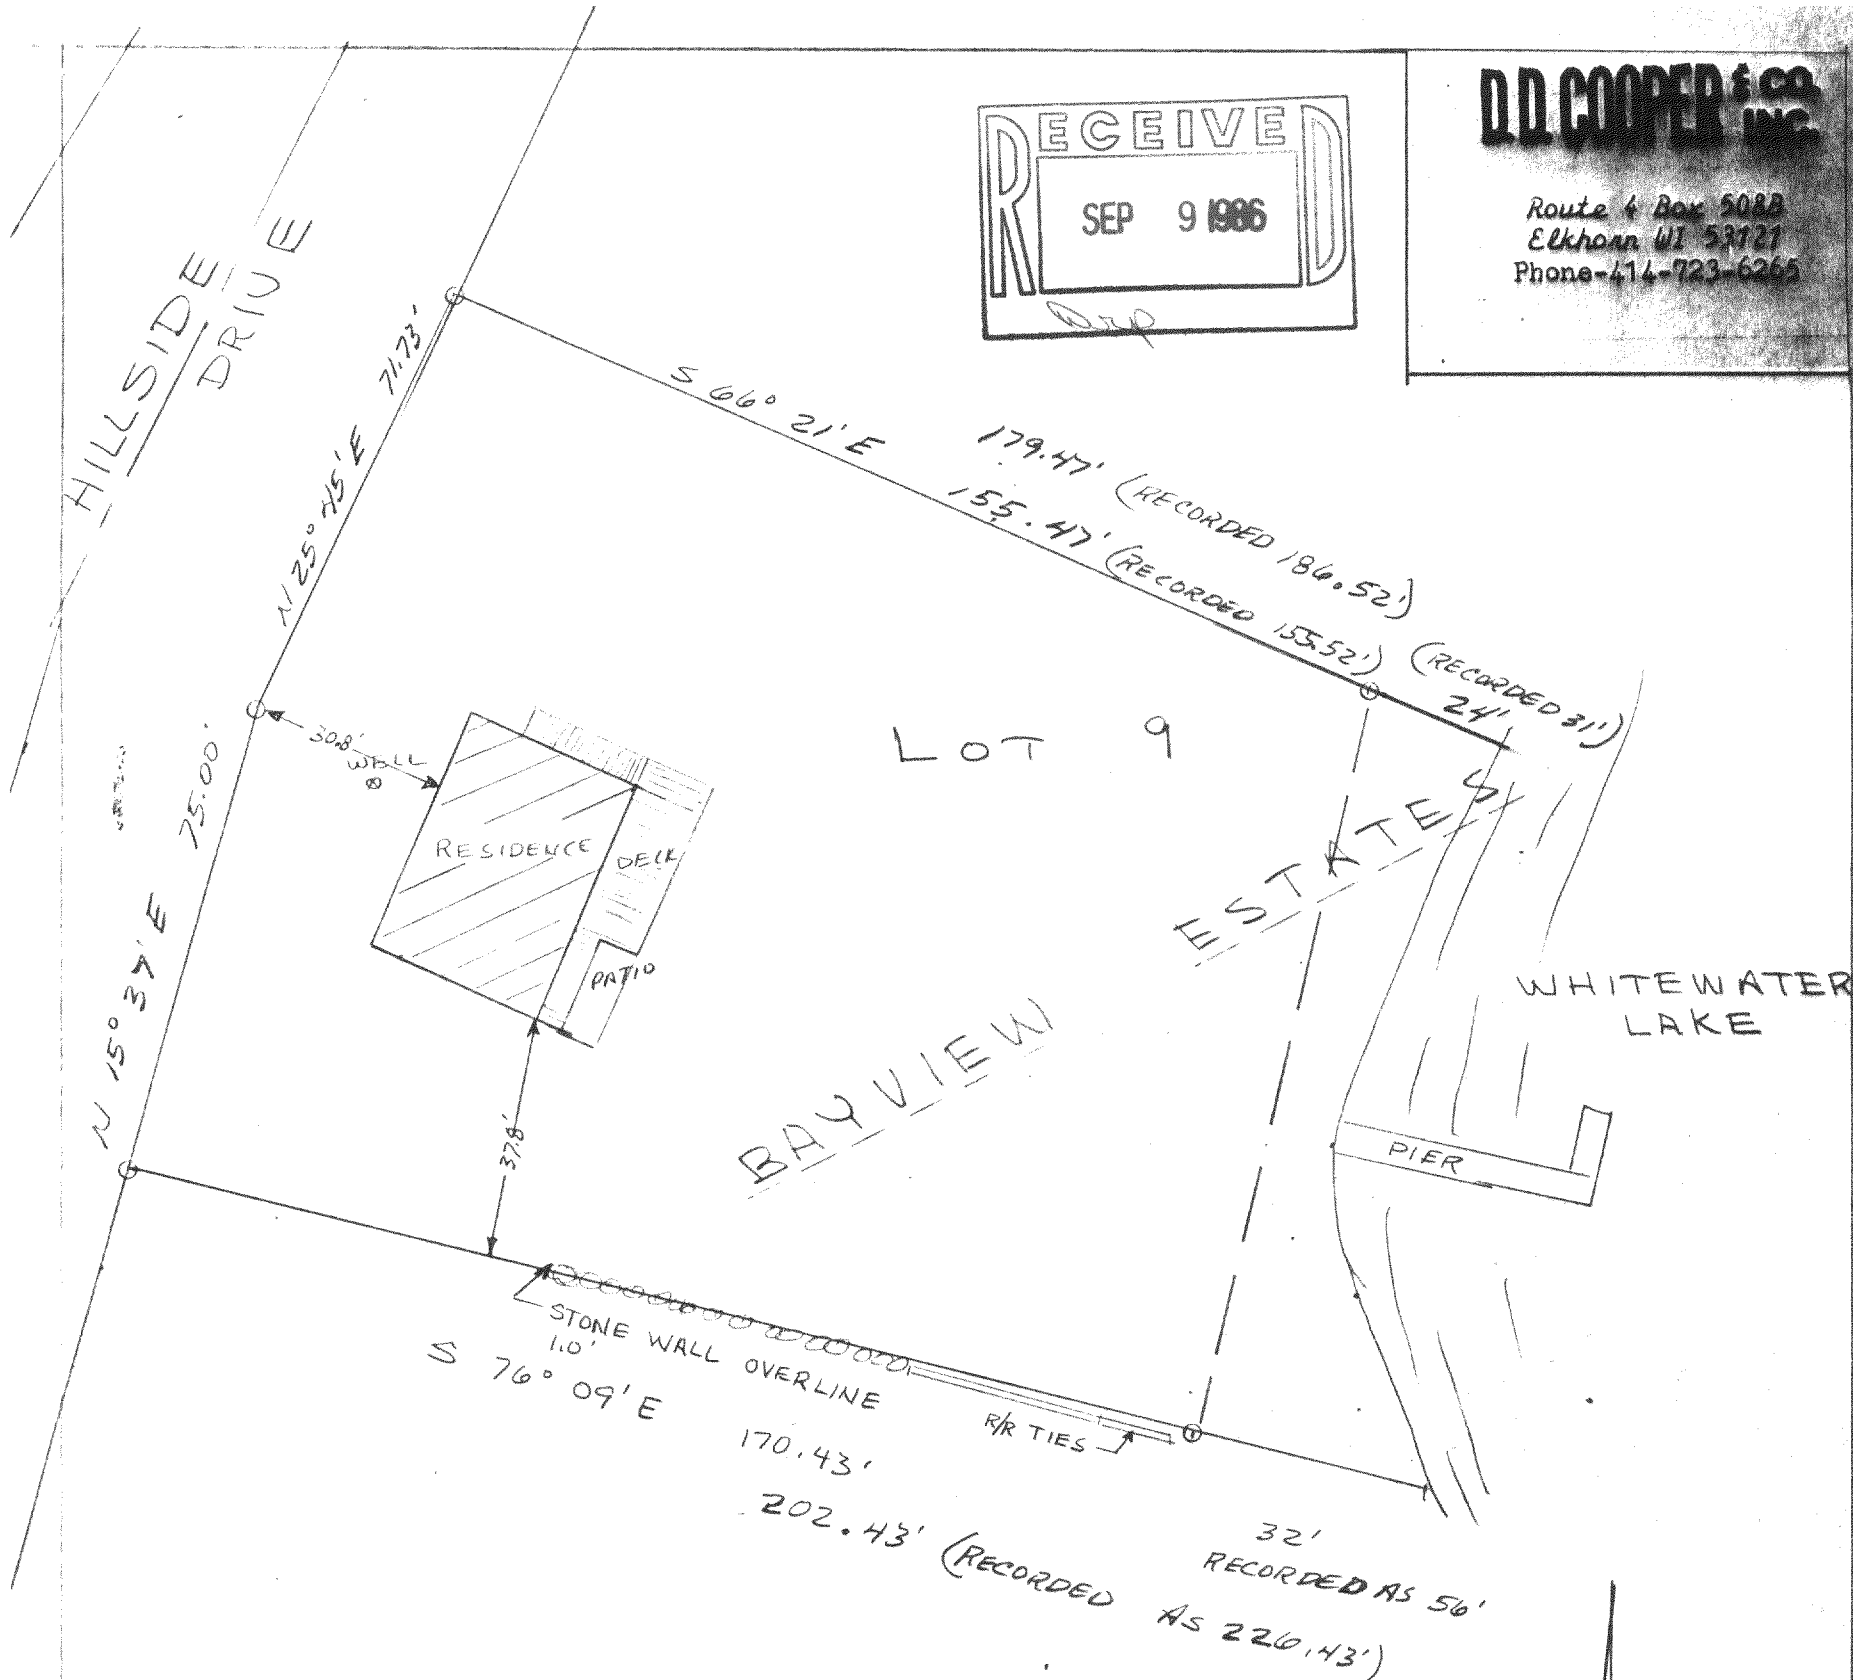 D.D. COOPER & CO. INC.
Route 4 Box 508B
Elkhorn WI 53121
Phone-414-723-6265
RECEIVED
SEP 9 1986
HILLSIDE
DRIVE
N 25° 45' E 71.73'
S 66° 21' E
179.47' (RECORDED 186.52')
155.47' (RECORDED 155.52')
(RECORDED 31')
24'
30.8'
WELL
75.00'
N 15° 37' E
LOT 9
RESIDENCE
DECK
PATIO
BAYVIEW ESTATES
WHITEWATER
LAKE
PIER
37.8'
STONE WALL OVERLINE
1.0'
R/R TIES
S 76° 09' E
170.43'
202.43' (RECORDED AS 226.43')
32'
RECORDED AS 56'